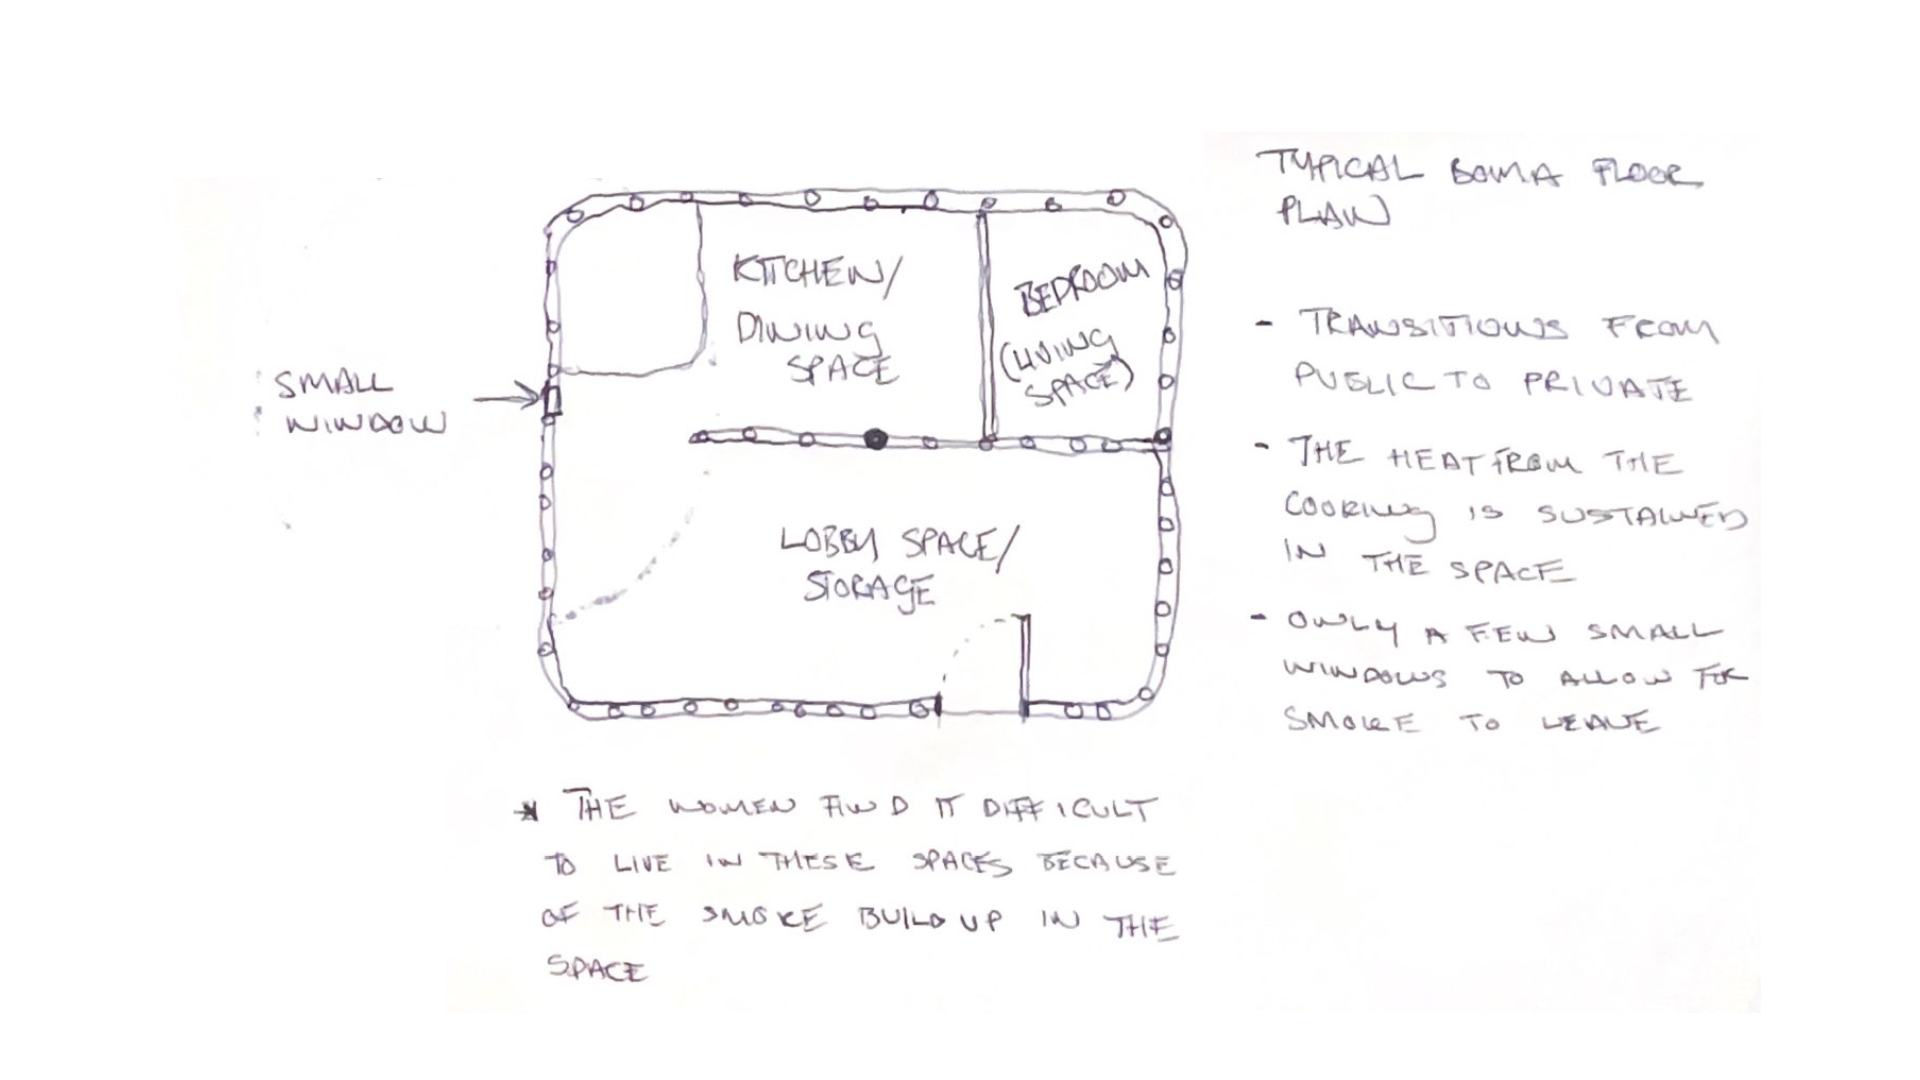 TYPICAL BOMA FLOOR
PLAN
KITCHEN/
DINING
SPACE
BEDROOM
(LIVING
SPACE)
SMALL
WINDOW
LOBBY SPACE/
STORAGE
- TRANSITIONS FROM
PUBLIC TO PRIVATE
- THE HEAT FROM THE
COOKING IS SUSTAINED
IN THE SPACE
- ONLY A FEW SMALL
WINDOWS TO ALLOW FOR
SMOKE TO LEAVE
* THE WOMEN FIND IT DIFFICULT
TO LIVE IN THESE SPACES BECAUSE
OF THE SMOKE BUILD UP IN THE
SPACE